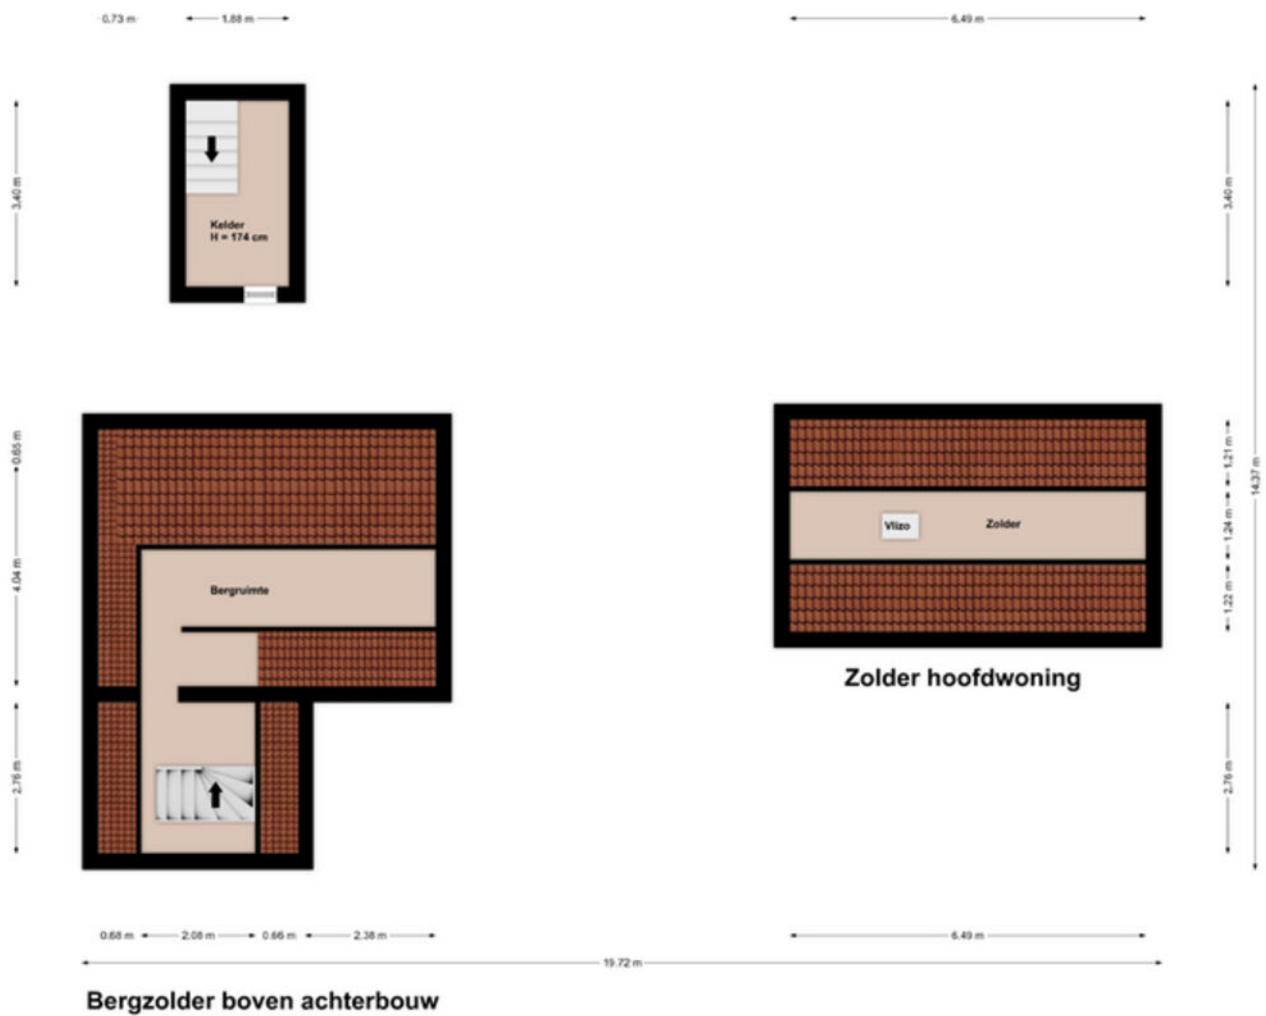 0.73 m
1.88 m
6.49 m
3.40 m
3.40 m
Kelder
H = 174 cm
14.37 m
0.65 m
1.21 m
Vlizo
Zolder
1.24 m
4.04 m
Bergruimte
1.22 m
Zolder hoofdwoning
2.76 m
2.76 m
0.68 m
2.08 m
0.66 m
2.38 m
6.49 m
19.72 m
Bergzolder boven achterbouw